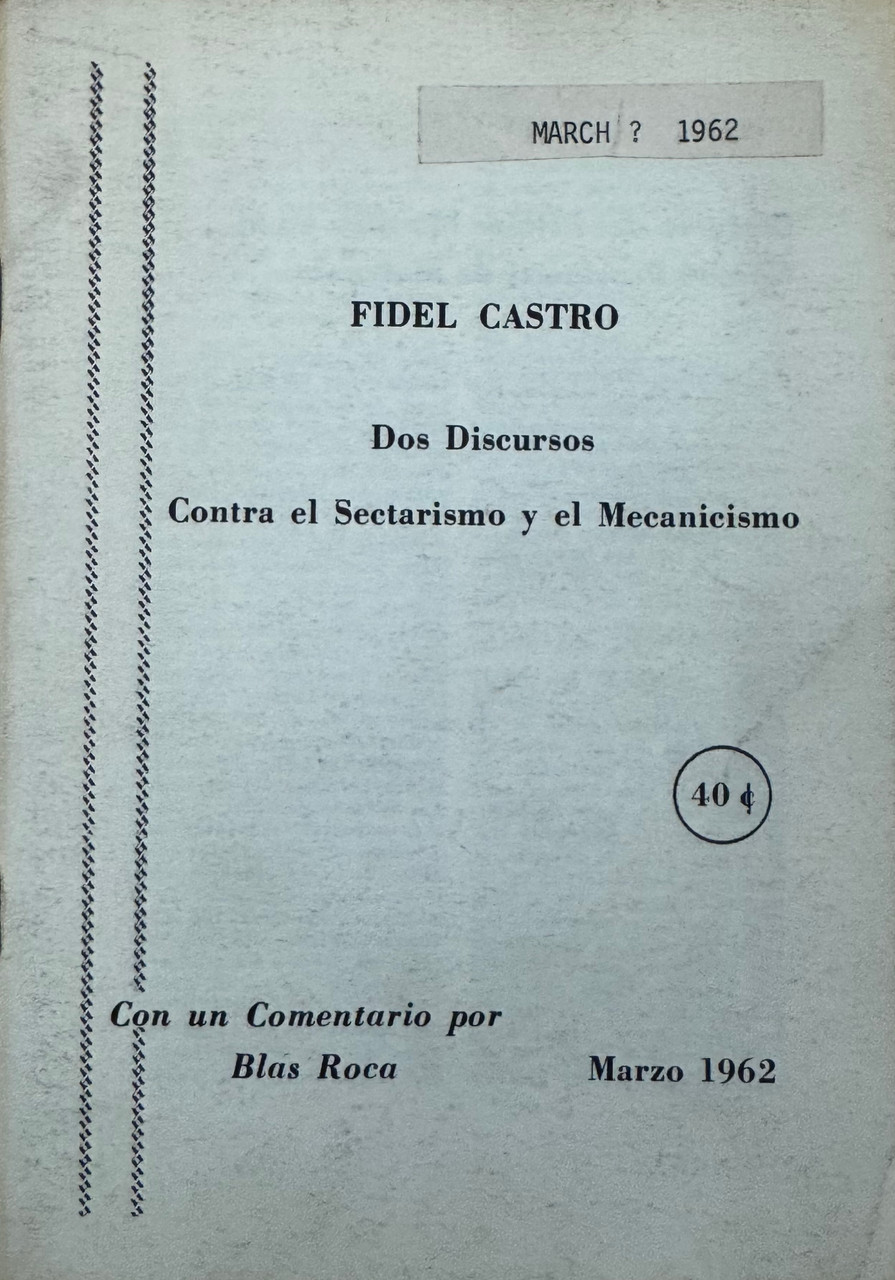 MARCH ? 1962
FIDEL CASTRO
Dos Discursos
Contra el Sectarismo y el Mecanicismo
40 ¢
Con un Comentario por
Blas Roca
Marzo 1962